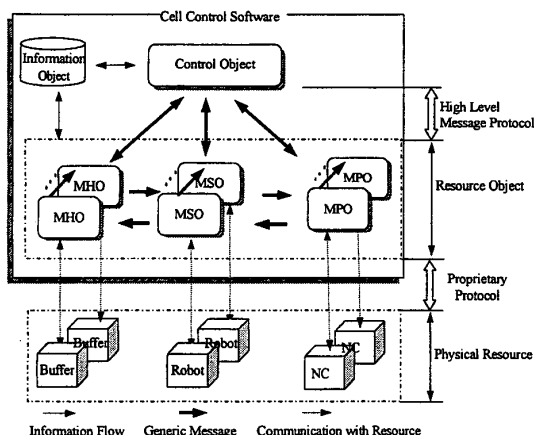 Cell Control Software
Information
Object
Control Object
High Level
Message Protocol
MHO
MSO
MPO
MHO
MSO
MPO
Resource Object
Proprietary
Protocol
Buffer
Robot
NC
Buffer
Robot
NC
Physical Resource
Information Flow
Generic Message
Communication with Resource